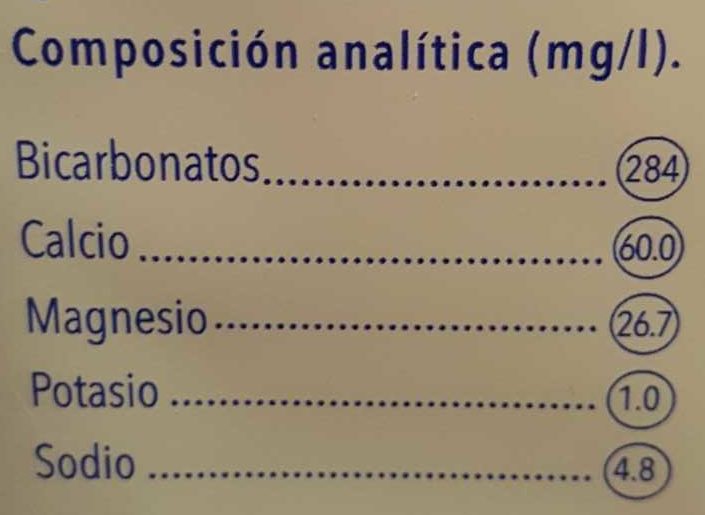 Composición analítica (mg/l).
Bicarbonatos.............................. 284
Calcio ........................................ 60.0
Magnesio.................................. 26.7
Potasio ..................................... 1.0
Sodio ....................................... 4.8